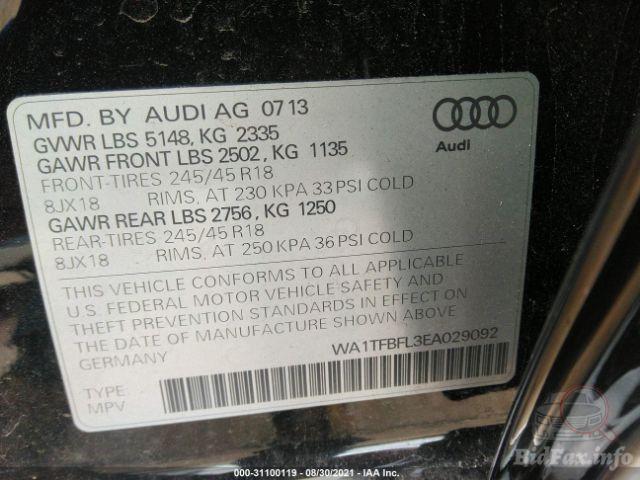 MFD. BY AUDI AG 0713
GVWR LBS 5148, KG 2335
GAWR FRONT LBS 2502, KG 1135
FRONT-TIRES 245/45 R18
8JX18 RIMS, AT 230 KPA 33 PSI COLD
GAWR REAR LBS 2756, KG 1250
REAR-TIRES 245/45 R18
8JX18 RIMS, AT 250 KPA 36 PSI COLD
Audi
THIS VEHICLE CONFORMS TO ALL APPLICABLE
U.S. FEDERAL MOTOR VEHICLE SAFETY AND
THEFT PREVENTION STANDARDS IN EFFECT ON
THE DATE OF MANUFACTURE SHOWN ABOVE
GERMANY
WA1TFBFL3EA029092
TYPE:
MPV
000-31100119 - 08/30/2021 - IAA Inc.
BidFax.info